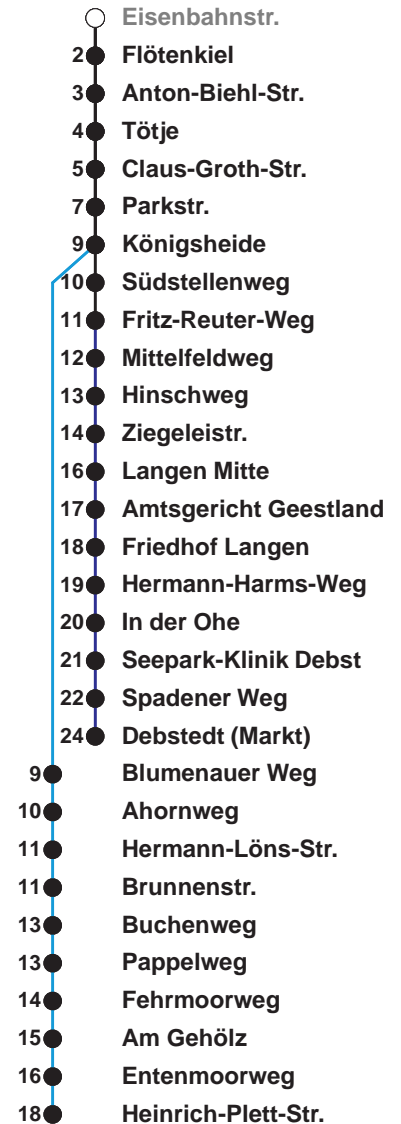 Eisenbahnstr.
2 Flötenkiel
3 Anton-Biehl-Str.
4 Tötje
5 Claus-Groth-Str.
7 Parkstr.
9 Königsheide
10 Südstellenweg
11 Fritz-Reuter-Weg
12 Mittelfeldweg
13 Hinschweg
14 Ziegeleistr.
16 Langen Mitte
17 Amtsgericht Geestland
18 Friedhof Langen
19 Hermann-Harms-Weg
20 In der Ohe
21 Seepark-Klinik Debst
22 Spadener Weg
24 Debstedt (Markt)
9 Blumenauer Weg
10 Ahornweg
11 Hermann-Löns-Str.
11 Brunnenstr.
13 Buchenweg
13 Pappelweg
14 Fehrmoorweg
15 Am Gehölz
16 Entenmoorweg
18 Heinrich-Plett-Str.